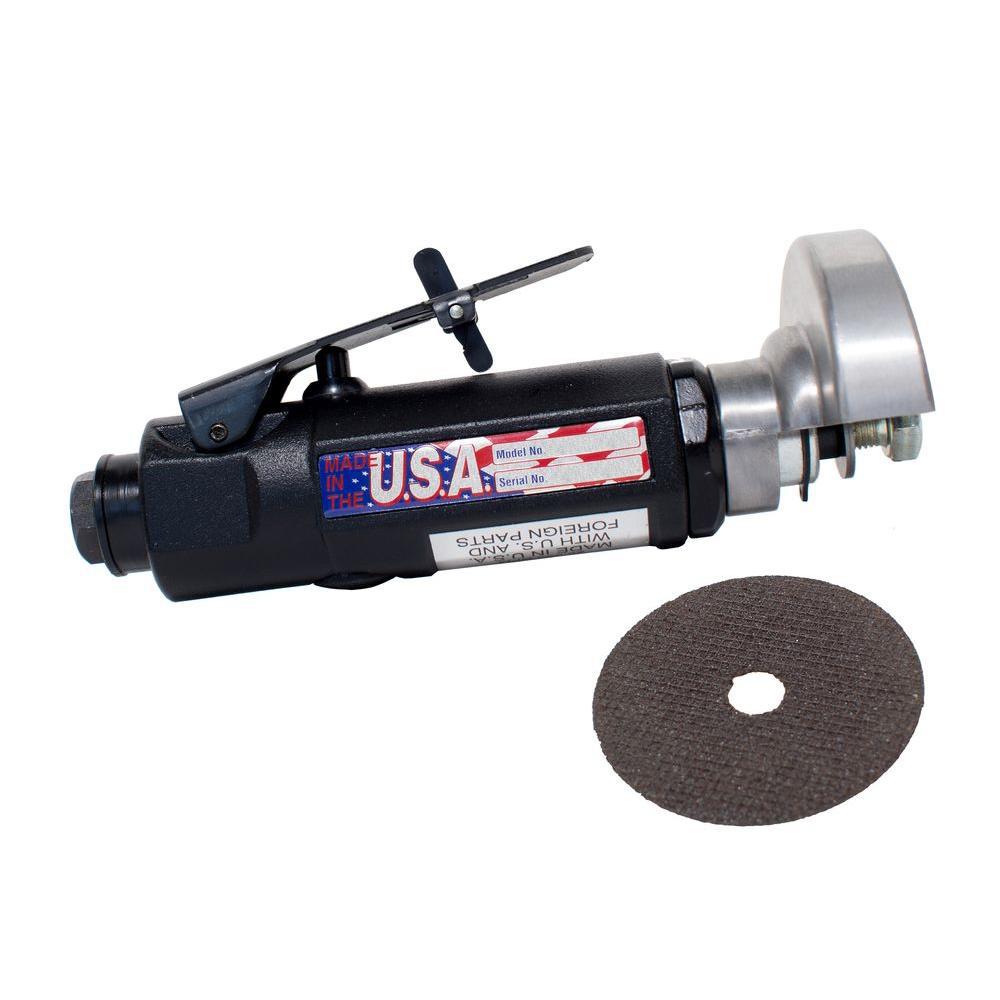 MADE
IN
THE
U.S.A.
Model No.
Serial No.
MADE IN U.S.A.
WITH U.S. AND
FOREIGN PARTS